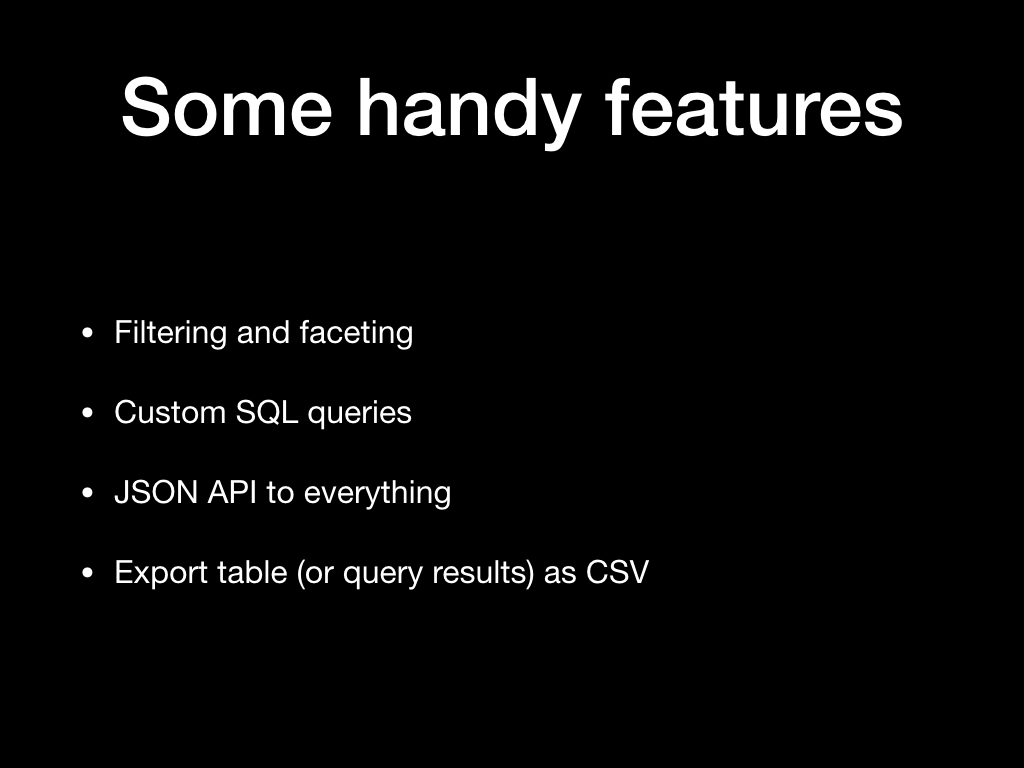 Some handy features
• Filtering and faceting
• Custom SQL queries
• JSON API to everything
• Export table (or query results) as CSV